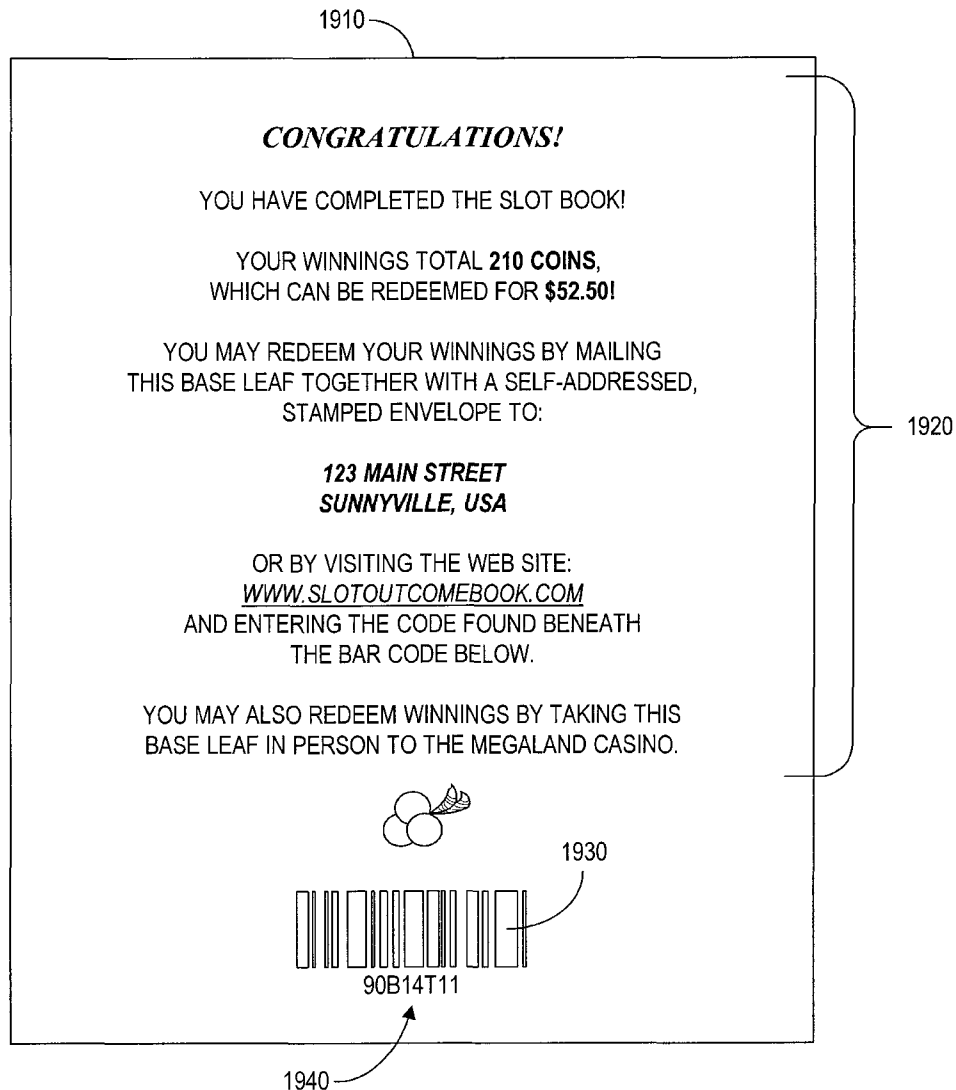 1910
CONGRATULATIONS!
YOU HAVE COMPLETED THE SLOT BOOK!
YOUR WINNINGS TOTAL 210 COINS,
WHICH CAN BE REDEEMED FOR $52.50!
YOU MAY REDEEM YOUR WINNINGS BY MAILING
THIS BASE LEAF TOGETHER WITH A SELF-ADDRESSED,
STAMPED ENVELOPE TO:
1920
123 MAIN STREET
SUNNYVILLE, USA
OR BY VISITING THE WEB SITE:
WWW.SLOTOUTCOMEBOOK.COM
AND ENTERING THE CODE FOUND BENEATH
THE BAR CODE BELOW.
YOU MAY ALSO REDEEM WINNINGS BY TAKING THIS
BASE LEAF IN PERSON TO THE MEGALAND CASINO.
1930
90B14T11
1940